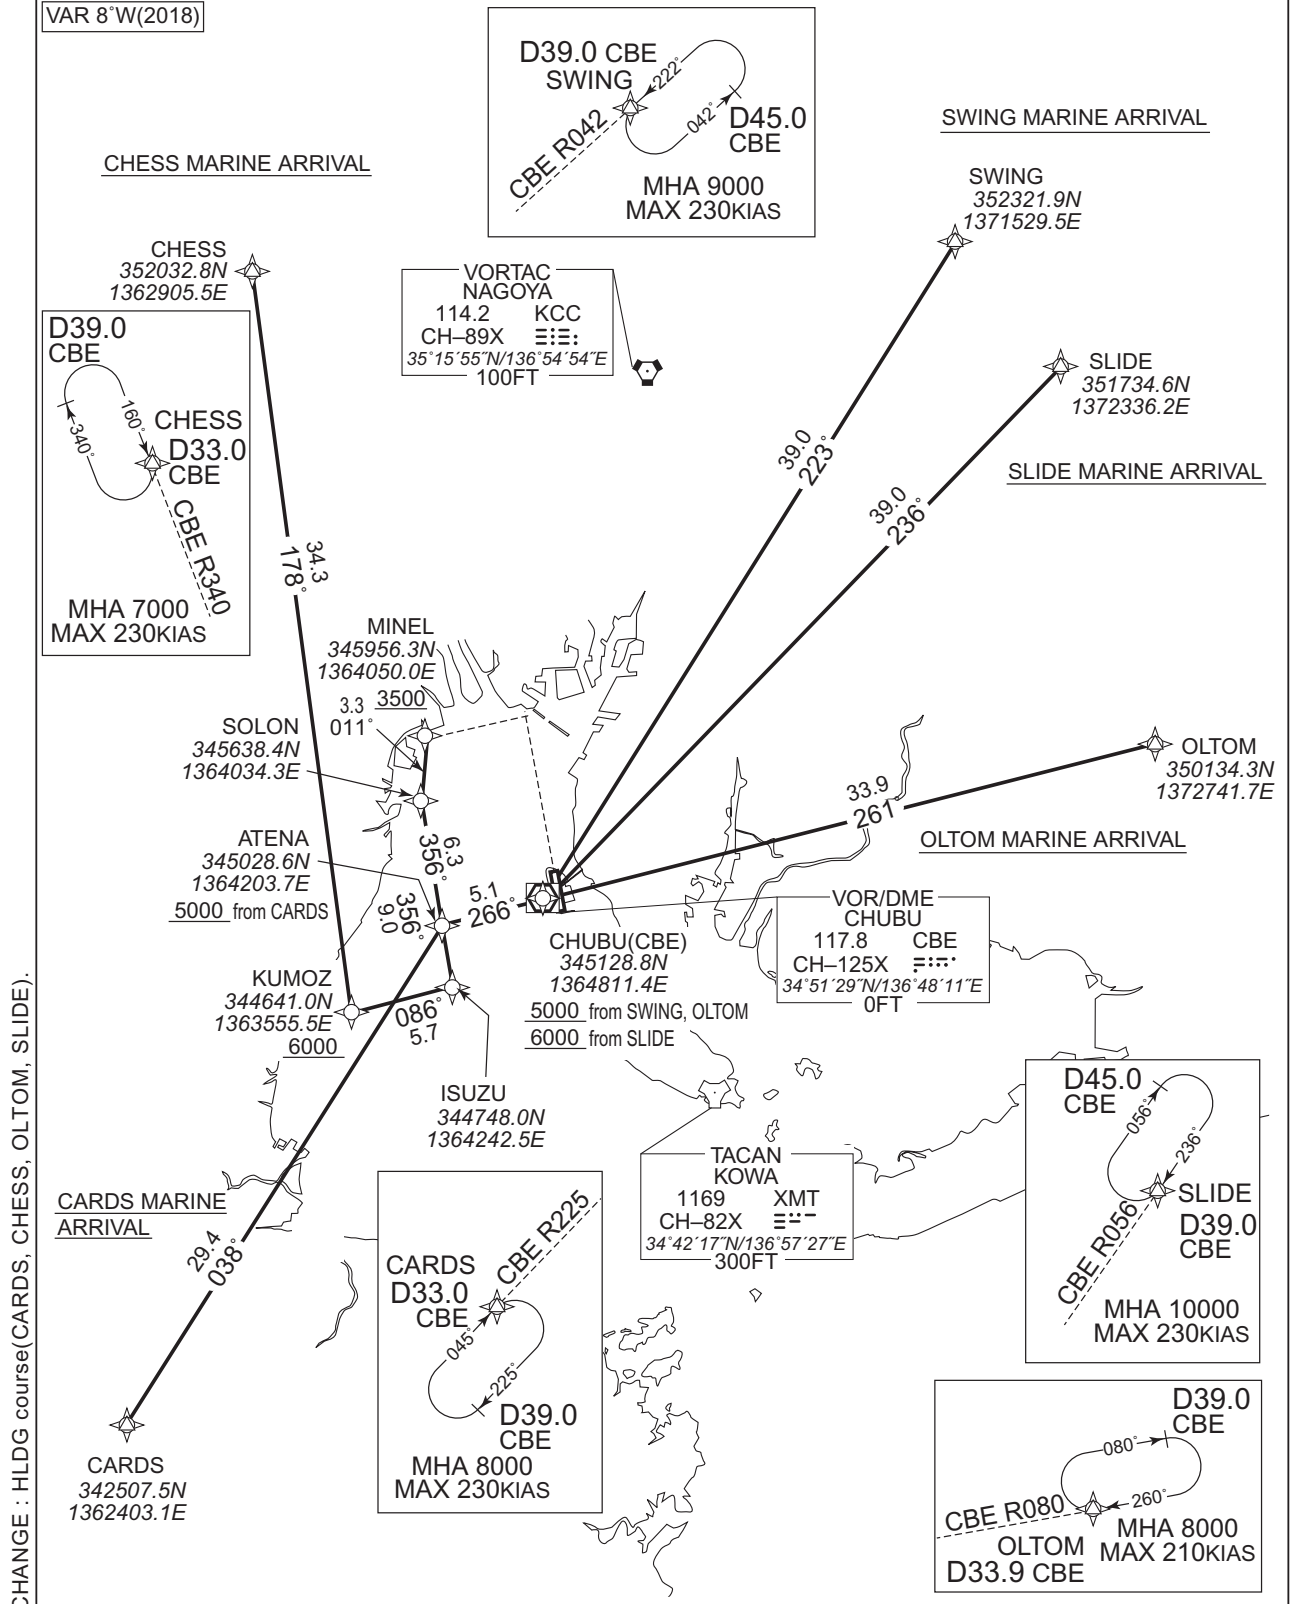 VAR 8˚W(2018)
D39.0 CBE
SWING
222˚
042˚
D45.0
CBE
CBE R042
MHA 9000
MAX 230KIAS
SWING MARINE ARRIVAL
CHESS MARINE ARRIVAL
SWING
352321.9N
1371529.5E
CHESS
352032.8N
1362905.5E
VORTAC
NAGOYA
114.2 KCC
CH–89X
35˚15´55˝N/136˚54´54˝E
100FT
D39.0
CBE
160˚
340˚
CHESS
D33.0
CBE
CBE R340
MHA 7000
MAX 230KIAS
SLIDE
351734.6N
1372336.2E
SLIDE MARINE ARRIVAL
39.0
223˚
39.0
236˚
34.3
178˚
MINEL
345956.3N
1364050.0E
3500
3.3
011˚
SOLON
345638.4N
1364034.3E
OLTOM
350134.3N
1372741.7E
33.9
261˚
OLTOM MARINE ARRIVAL
ATENA
345028.6N
1364203.7E
5000 from CARDS
6.3
356˚
356˚
9.0
5.1
266˚
VOR/DME
CHUBU
117.8 CBE
CH–125X
34˚51´29˝N/136˚48´11˝E
0FT
CHUBU(CBE)
345128.8N
1364811.4E
5000 from SWING, OLTOM
6000 from SLIDE
KUMOZ
344641.0N
1363555.5E
6000
086˚
5.7
ISUZU
344748.0N
1364242.5E
D45.0
CBE
056˚
236˚
SLIDE
D39.0
CBE
CBE R056
MHA 10000
MAX 230KIAS
TACAN
KOWA
1169 XMT
CH–82X
34˚42´17˝N/136˚57´27˝E
300FT
CARDS MARINE
ARRIVAL
29.4
038˚
CBE R225
CARDS
D33.0
CBE
045˚
225˚
D39.0
CBE
MHA 8000
MAX 230KIAS
D39.0
CBE
080˚
260˚
CBE R080
OLTOM
D33.9 CBE
MHA 8000
MAX 210KIAS
CARDS
342507.5N
1362403.1E
CHANGE : HLDG course(CARDS, CHESS, OLTOM, SLIDE).